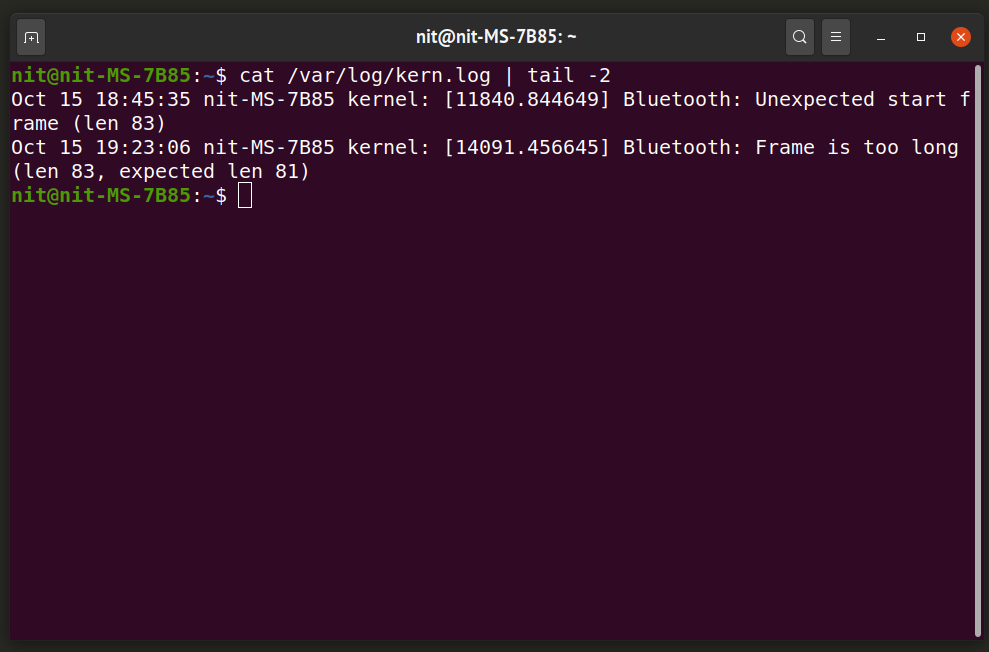 nit@nit-MS-7B85: ~
nit@nit-MS-7B85:~$ cat /var/log/kern.log | tail -2
Oct 15 18:45:35 nit-MS-7B85 kernel: [11840.844649] Bluetooth: Unexpected start f
rame (len 83)
Oct 15 19:23:06 nit-MS-7B85 kernel: [14091.456645] Bluetooth: Frame is too long
(len 83, expected len 81)
nit@nit-MS-7B85:~$